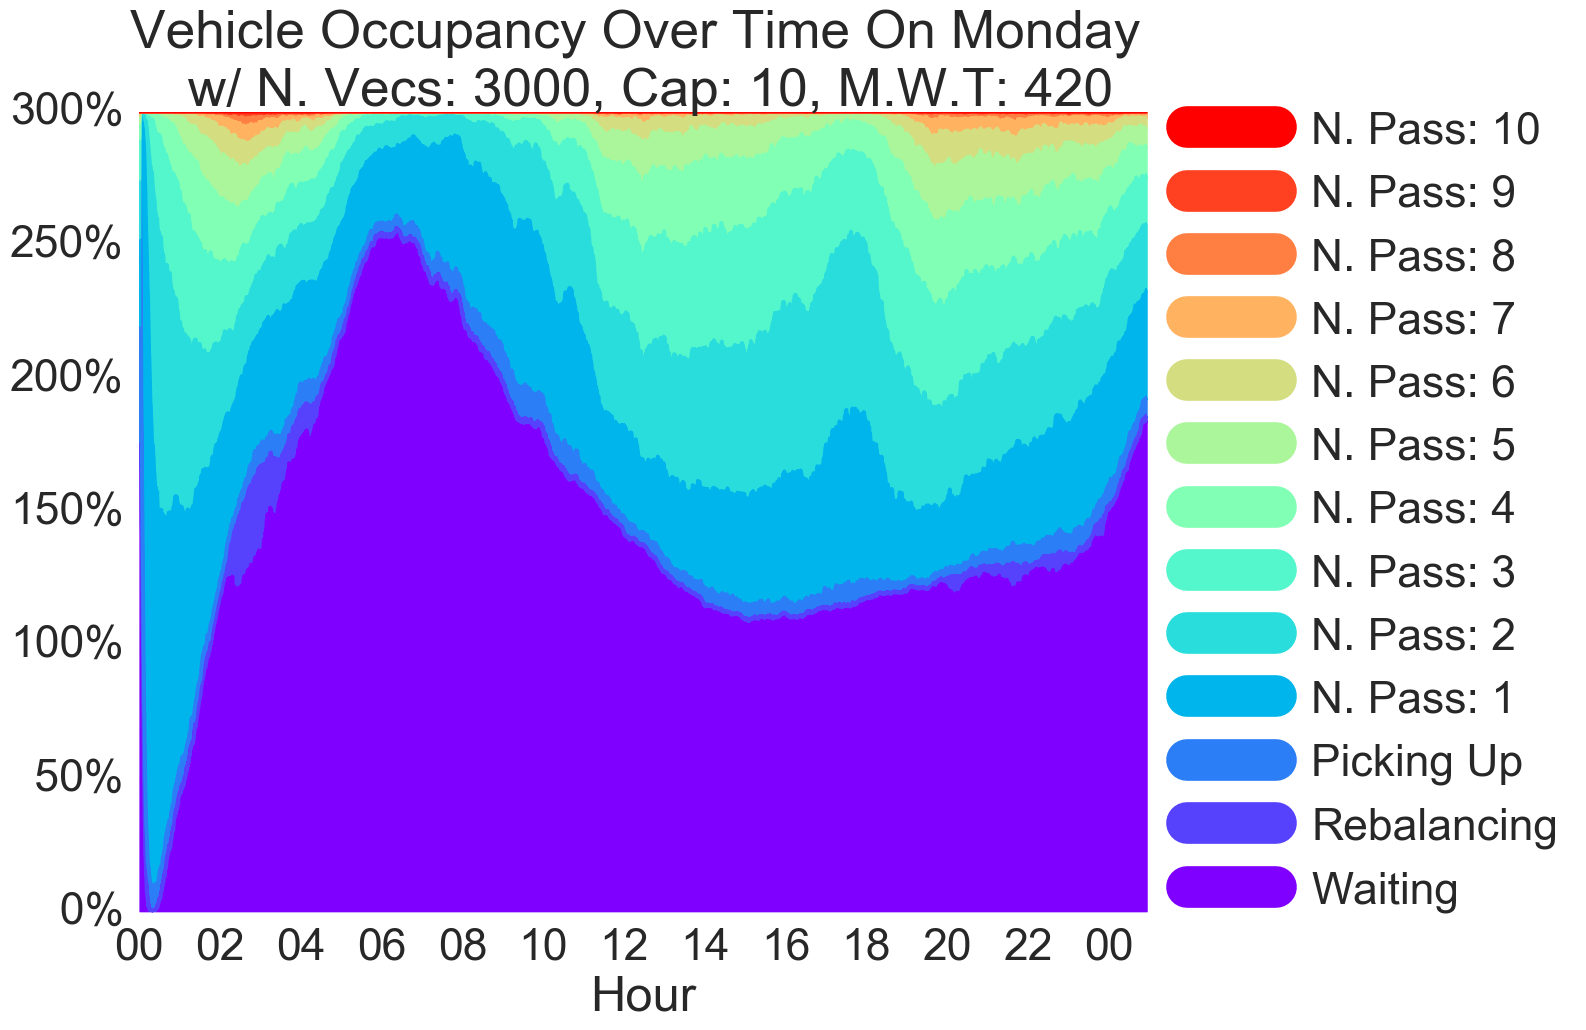 Vehicle Occupancy Over Time On Monday
w/ N. Vecs: 3000, Cap: 10, M.W.T: 420
300%
250%
200%
150%
100%
50%
0%
00 02 04 06 08 10 12 14 16 18 20 22 00
Hour
N. Pass: 10
N. Pass: 9
N. Pass: 8
N. Pass: 7
N. Pass: 6
N. Pass: 5
N. Pass: 4
N. Pass: 3
N. Pass: 2
N. Pass: 1
Picking Up
Rebalancing
Waiting